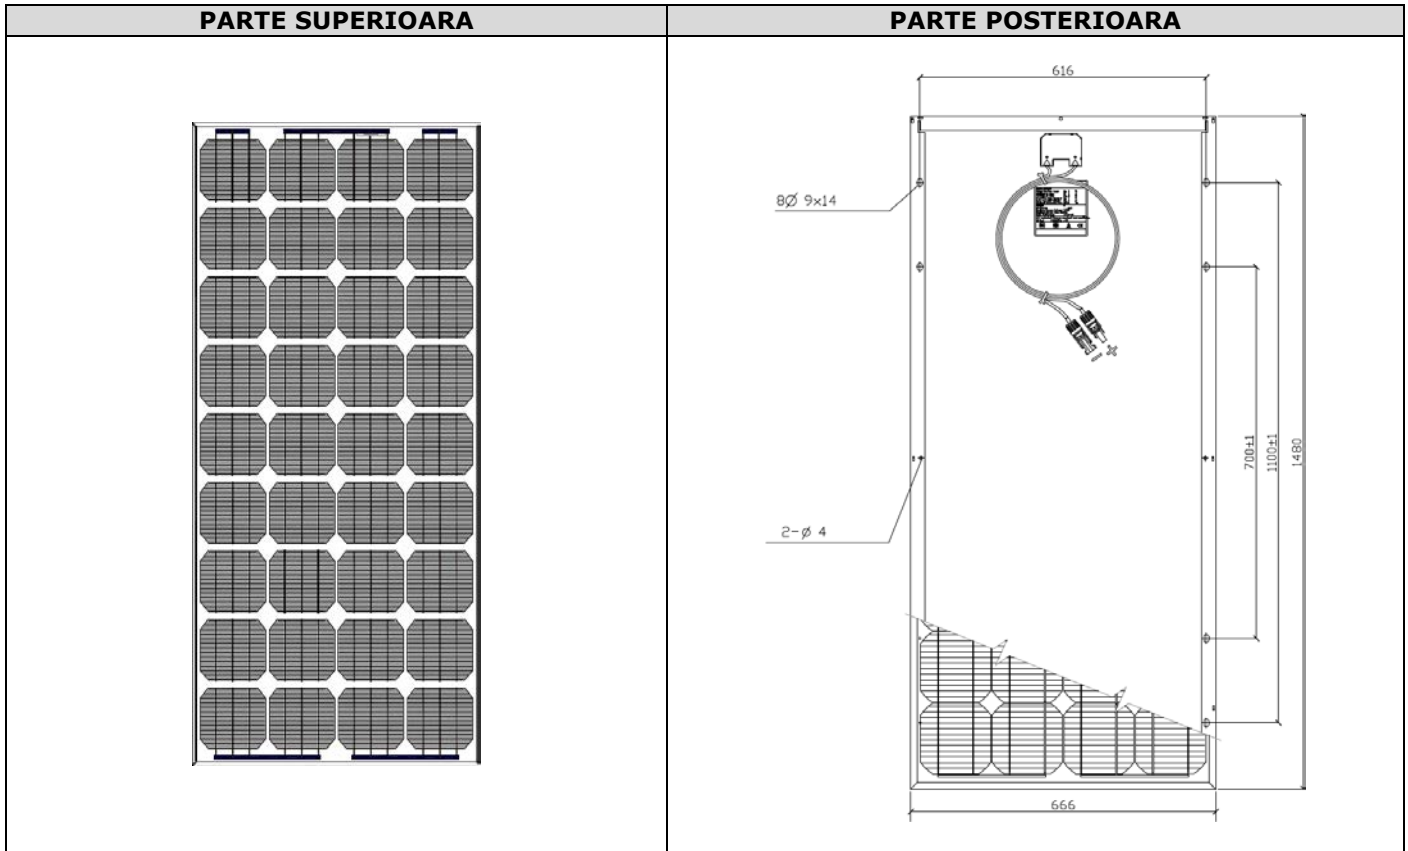 PARTE SUPERIOARA
PARTE POSTERIOARA
616
8Ø 9x14
700±1
1100±1
1480
2-Ø 4
666